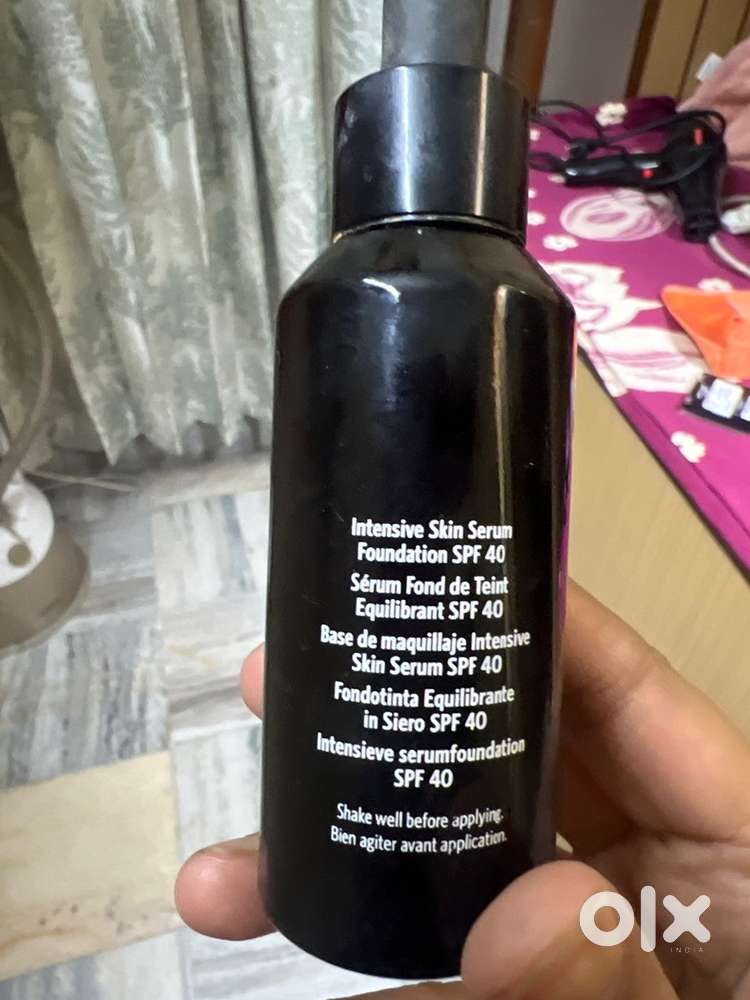 Intensive Skin Serum
Foundation SPF 40
Sérum Fond de Teint
Equilibrant SPF 40
Base de maquillaje Intensive
Skin Serum SPF 40
Fondotinta Equilibrante
in Siero SPF 40
Intensieve serumfoundation
SPF 40
Shake well before applying.
Bien agiter avant application.
olx
INDIA